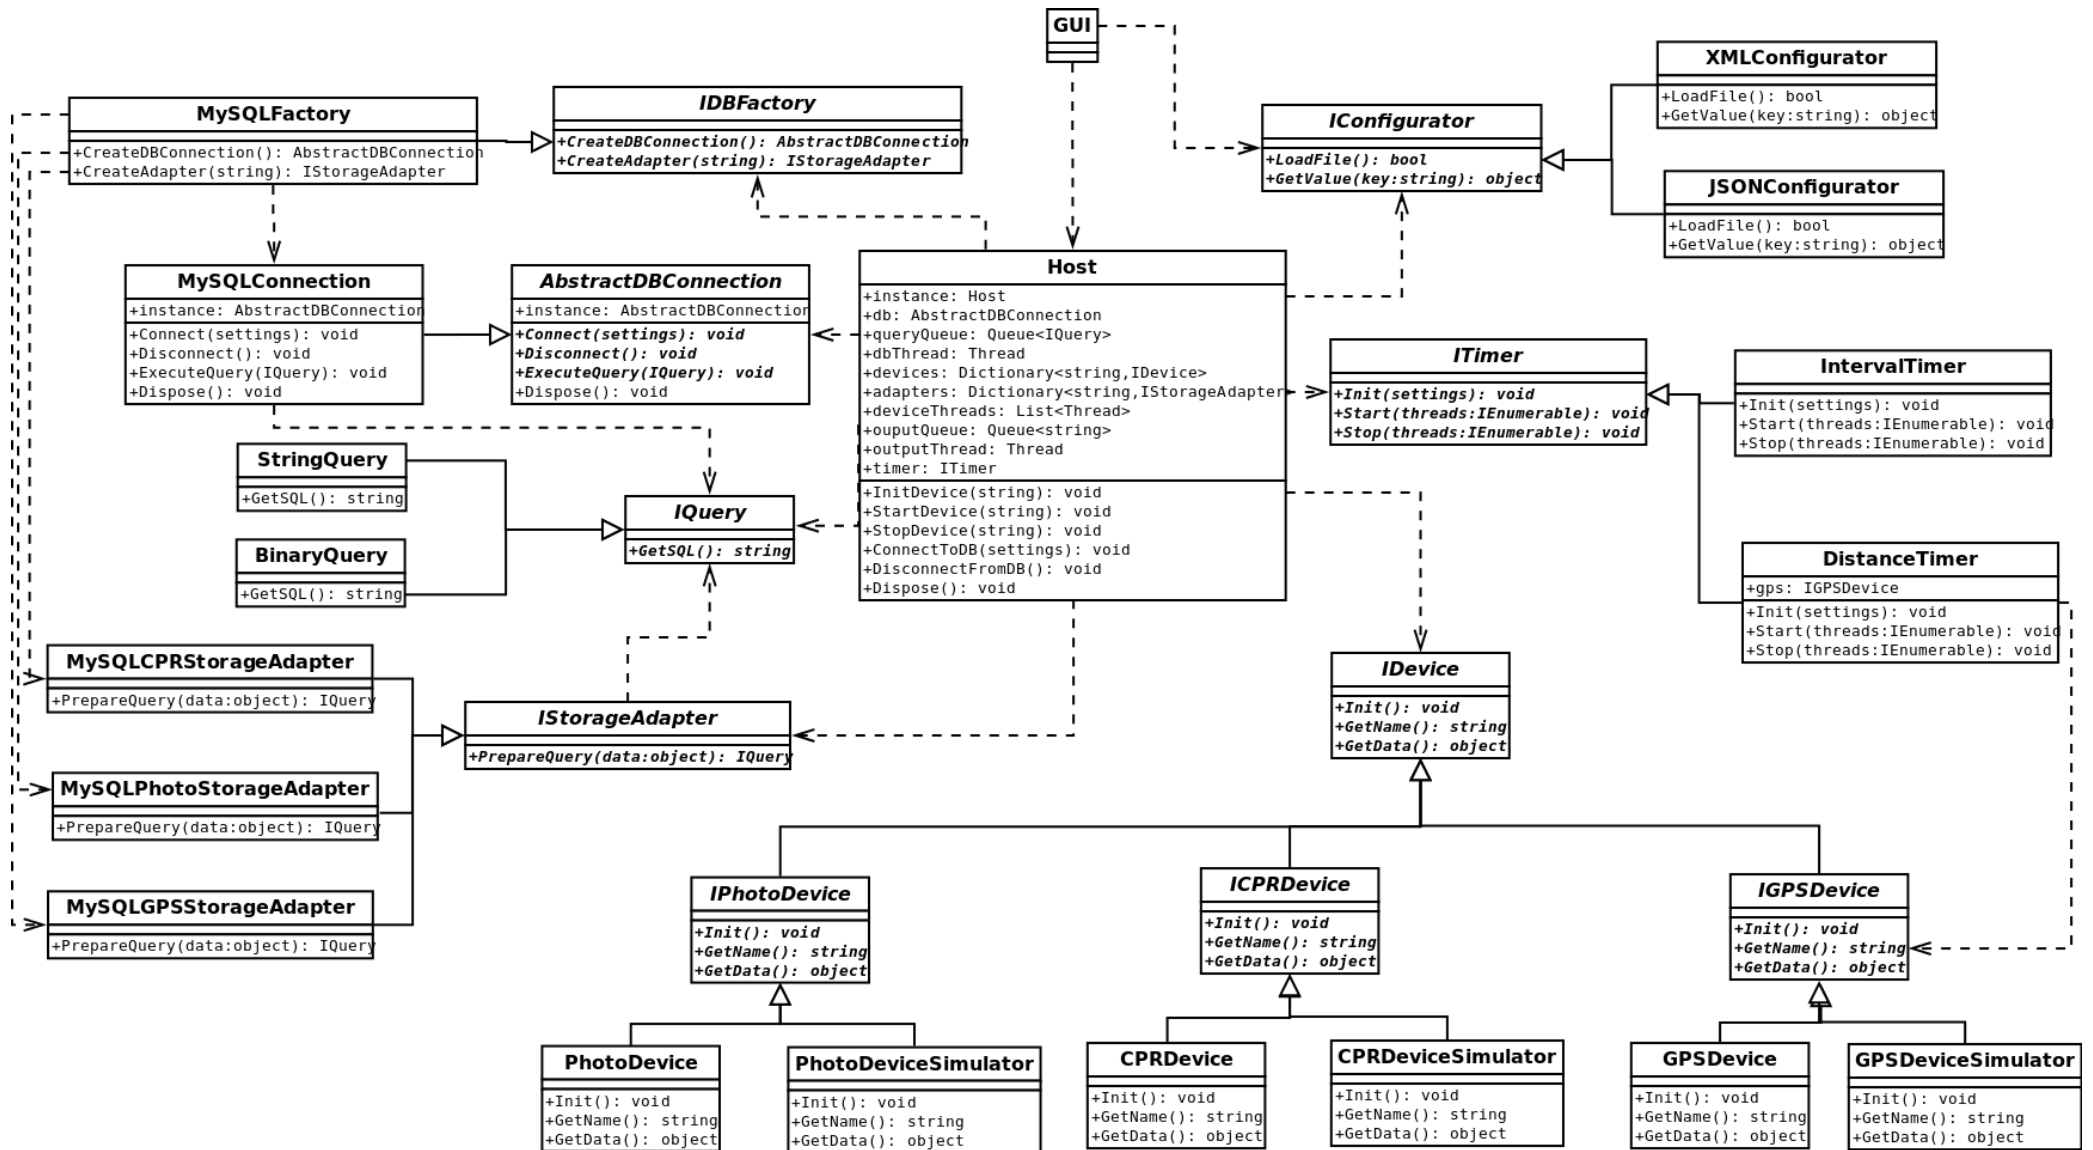 GUI
XMLConfigurator
+LoadFile(): bool
+GetValue(key:string): object
MySQLFactory
+CreateDBConnection(): AbstractDBConnection
+CreateAdapter(string): IStorageAdapter
IDBFactory
+CreateDBConnection(): AbstractDBConnection
+CreateAdapter(string): IStorageAdapter
IConfigurator
+LoadFile(): bool
+GetValue(key:string): object
JSONConfigurator
+LoadFile(): bool
+GetValue(key:string): object
MySQLConnection
+instance: AbstractDBConnection
+Connect(settings): void
+Disconnect(): void
+ExecuteQuery(IQuery): void
+Dispose(): void
AbstractDBConnection
+instance: AbstractDBConnection
+Connect(settings): void
+Disconnect(): void
+ExecuteQuery(IQuery): void
+Dispose(): void
Host
+instance: Host
+db: AbstractDBConnection
+queryQueue: Queue<IQuery>
+dbThread: Thread
+devices: Dictionary<string,IDevice>
+adapters: Dictionary<string,IStorageAdapter>
+deviceThreads: List<Thread>
+ouputQueue: Queue<string>
+outputThread: Thread
+timer: ITimer
+InitDevice(string): void
+StartDevice(string): void
+StopDevice(string): void
+ConnectToDB(settings): void
+DisconnectFromDB(): void
+Dispose(): void
ITimer
+Init(settings): void
+Start(threads:IEnumerable): void
+Stop(threads:IEnumerable): void
IntervalTimer
+Init(settings): void
+Start(threads:IEnumerable): void
+Stop(threads:IEnumerable): void
StringQuery
+GetSQL(): string
IQuery
+GetSQL(): string
BinaryQuery
+GetSQL(): string
DistanceTimer
+gps: IGPSDevice
+Init(settings): void
+Start(threads:IEnumerable): void
+Stop(threads:IEnumerable): void
MySQLCPRStorageAdapter
+PrepareQuery(data:object): IQuery
IStorageAdapter
+PrepareQuery(data:object): IQuery
IDevice
+Init(): void
+GetName(): string
+GetData(): object
MySQLPhotoStorageAdapter
+PrepareQuery(data:object): IQuery
MySQLGPSStorageAdapter
+PrepareQuery(data:object): IQuery
IPhotoDevice
+Init(): void
+GetName(): string
+GetData(): object
ICPRDevice
+Init(): void
+GetName(): string
+GetData(): object
IGPSDevice
+Init(): void
+GetName(): string
+GetData(): object
PhotoDevice
+Init(): void
+GetName(): string
+GetData(): object
PhotoDeviceSimulator
+Init(): void
+GetName(): string
+GetData(): object
CPRDevice
+Init(): void
+GetName(): string
+GetData(): object
CPRDeviceSimulator
+Init(): void
+GetName(): string
+GetData(): object
GPSDevice
+Init(): void
+GetName(): string
+GetData(): object
GPSDeviceSimulator
+Init(): void
+GetName(): string
+GetData(): object